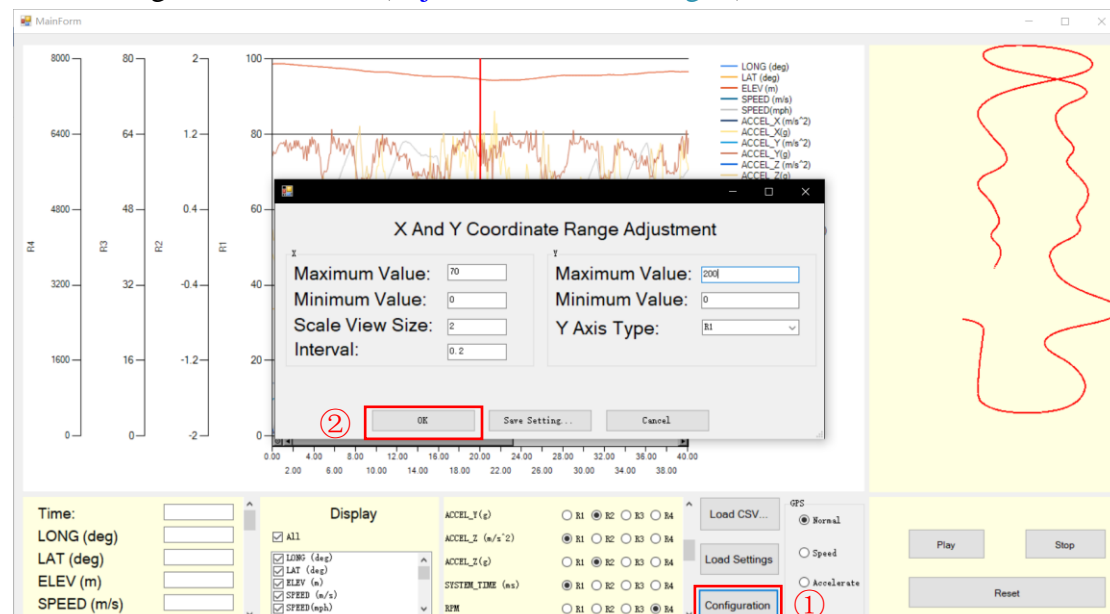 MainForm
8000 80 2 100
6400 64 1.2 80
4800 48 0.4 60
3200 32 -0.4 40
1600 16 -1.2 20
0 0 -2 0
R4 R3 R2 R1
LONG (deg)
LAT (deg)
ELEV (m)
SPEED (m/s)
SPEED(mph)
ACCEL_X (m/s^2)
ACCEL_X(g)
ACCEL_Y (m/s^2)
ACCEL_Y(g)
ACCEL_Z (m/s^2)
ACCEL_Z(g)
X And Y Coordinate Range Adjustment
X
Maximum Value: 70
Minimum Value: 0
Scale View Size: 2
Interval: 0.2
Y
Maximum Value: 200
Minimum Value: 0
Y Axis Type: R1
② OK Save Setting... Cancel
0.00 4.00 8.00 12.00 16.00 20.00 24.00 28.00 32.00 36.00 40.00
2.00 6.00 10.00 14.00 18.00 22.00 26.00 30.00 34.00 38.00
Time:
LONG (deg)
LAT (deg)
ELEV (m)
SPEED (m/s)
Display
All
LONG (deg)
LAT (deg)
ELEV (m)
SPEED (m/s)
SPEED(mph)
ACCEL_Y(g) R1 R2 R3 R4
ACCEL_Z (m/s^2) R1 R2 R3 R4
ACCEL_Z(g) R1 R2 R3 R4
SYSTEM_TIME (ms) R1 R2 R3 R4
RPM R1 R2 R3 R4
Load CSV...
Load Settings
Configuration ①
GPS
Normal
Speed
Accelerate
Play Stop
Reset